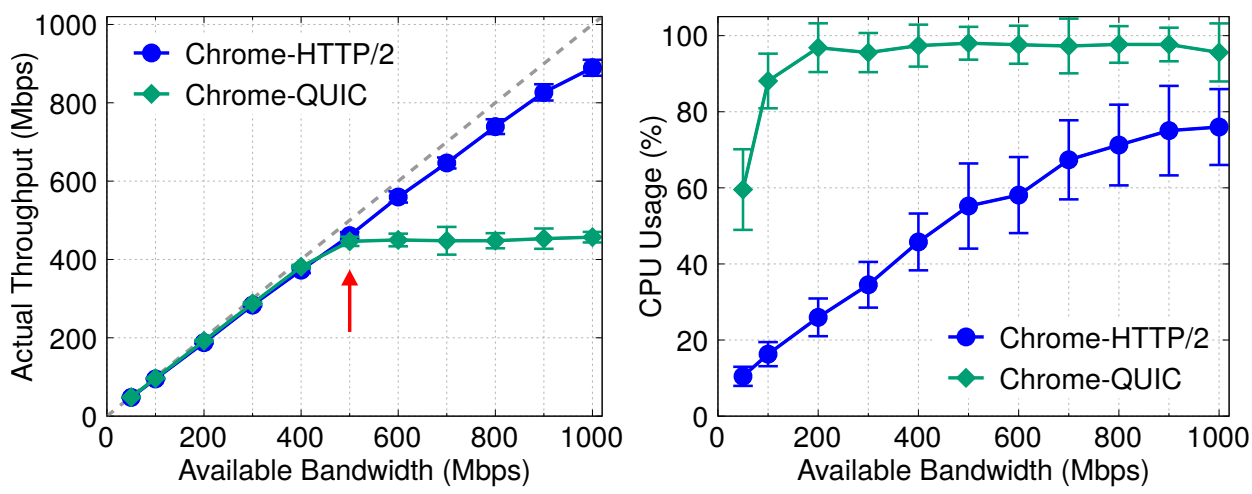 Actual Throughput (Mbps)
1000
800
600
400
200
0
Chrome-HTTP/2
Chrome-QUIC
0 200 400 600 800 1000
Available Bandwidth (Mbps)
CPU Usage (%)
100
80
60
40
20
0
Chrome-HTTP/2
Chrome-QUIC
0 200 400 600 800 1000
Available Bandwidth (Mbps)